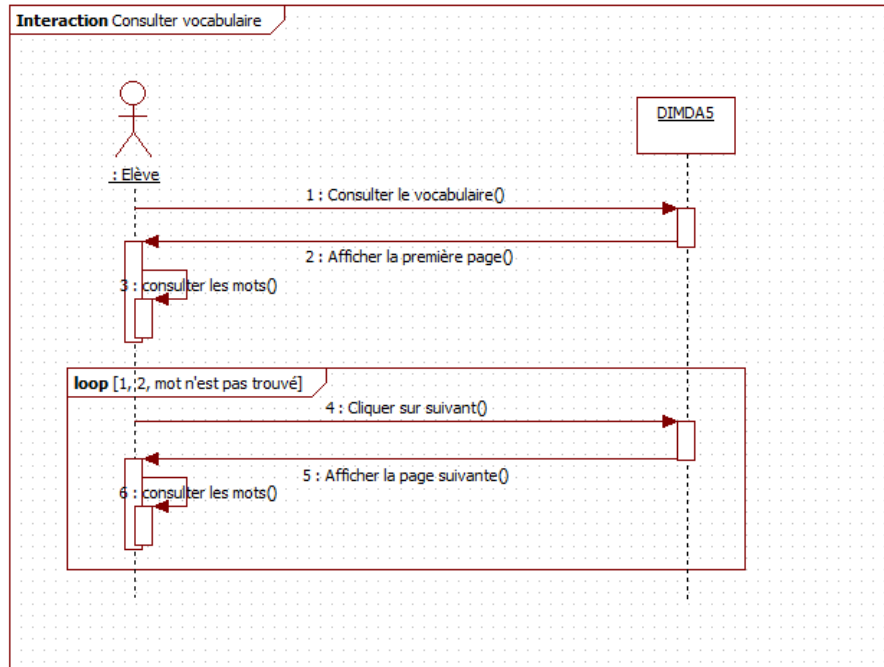 Interaction Consulter vocabulaire
DIMDA5
: Elève
1 : Consulter le vocabulaire()
2 : Afficher la première page()
3 : consulter les mots()
loop [1, 2, mot n'est pas trouvé]
4 : Cliquer sur suivant()
5 : Afficher la page suivante()
6 : consulter les mots()